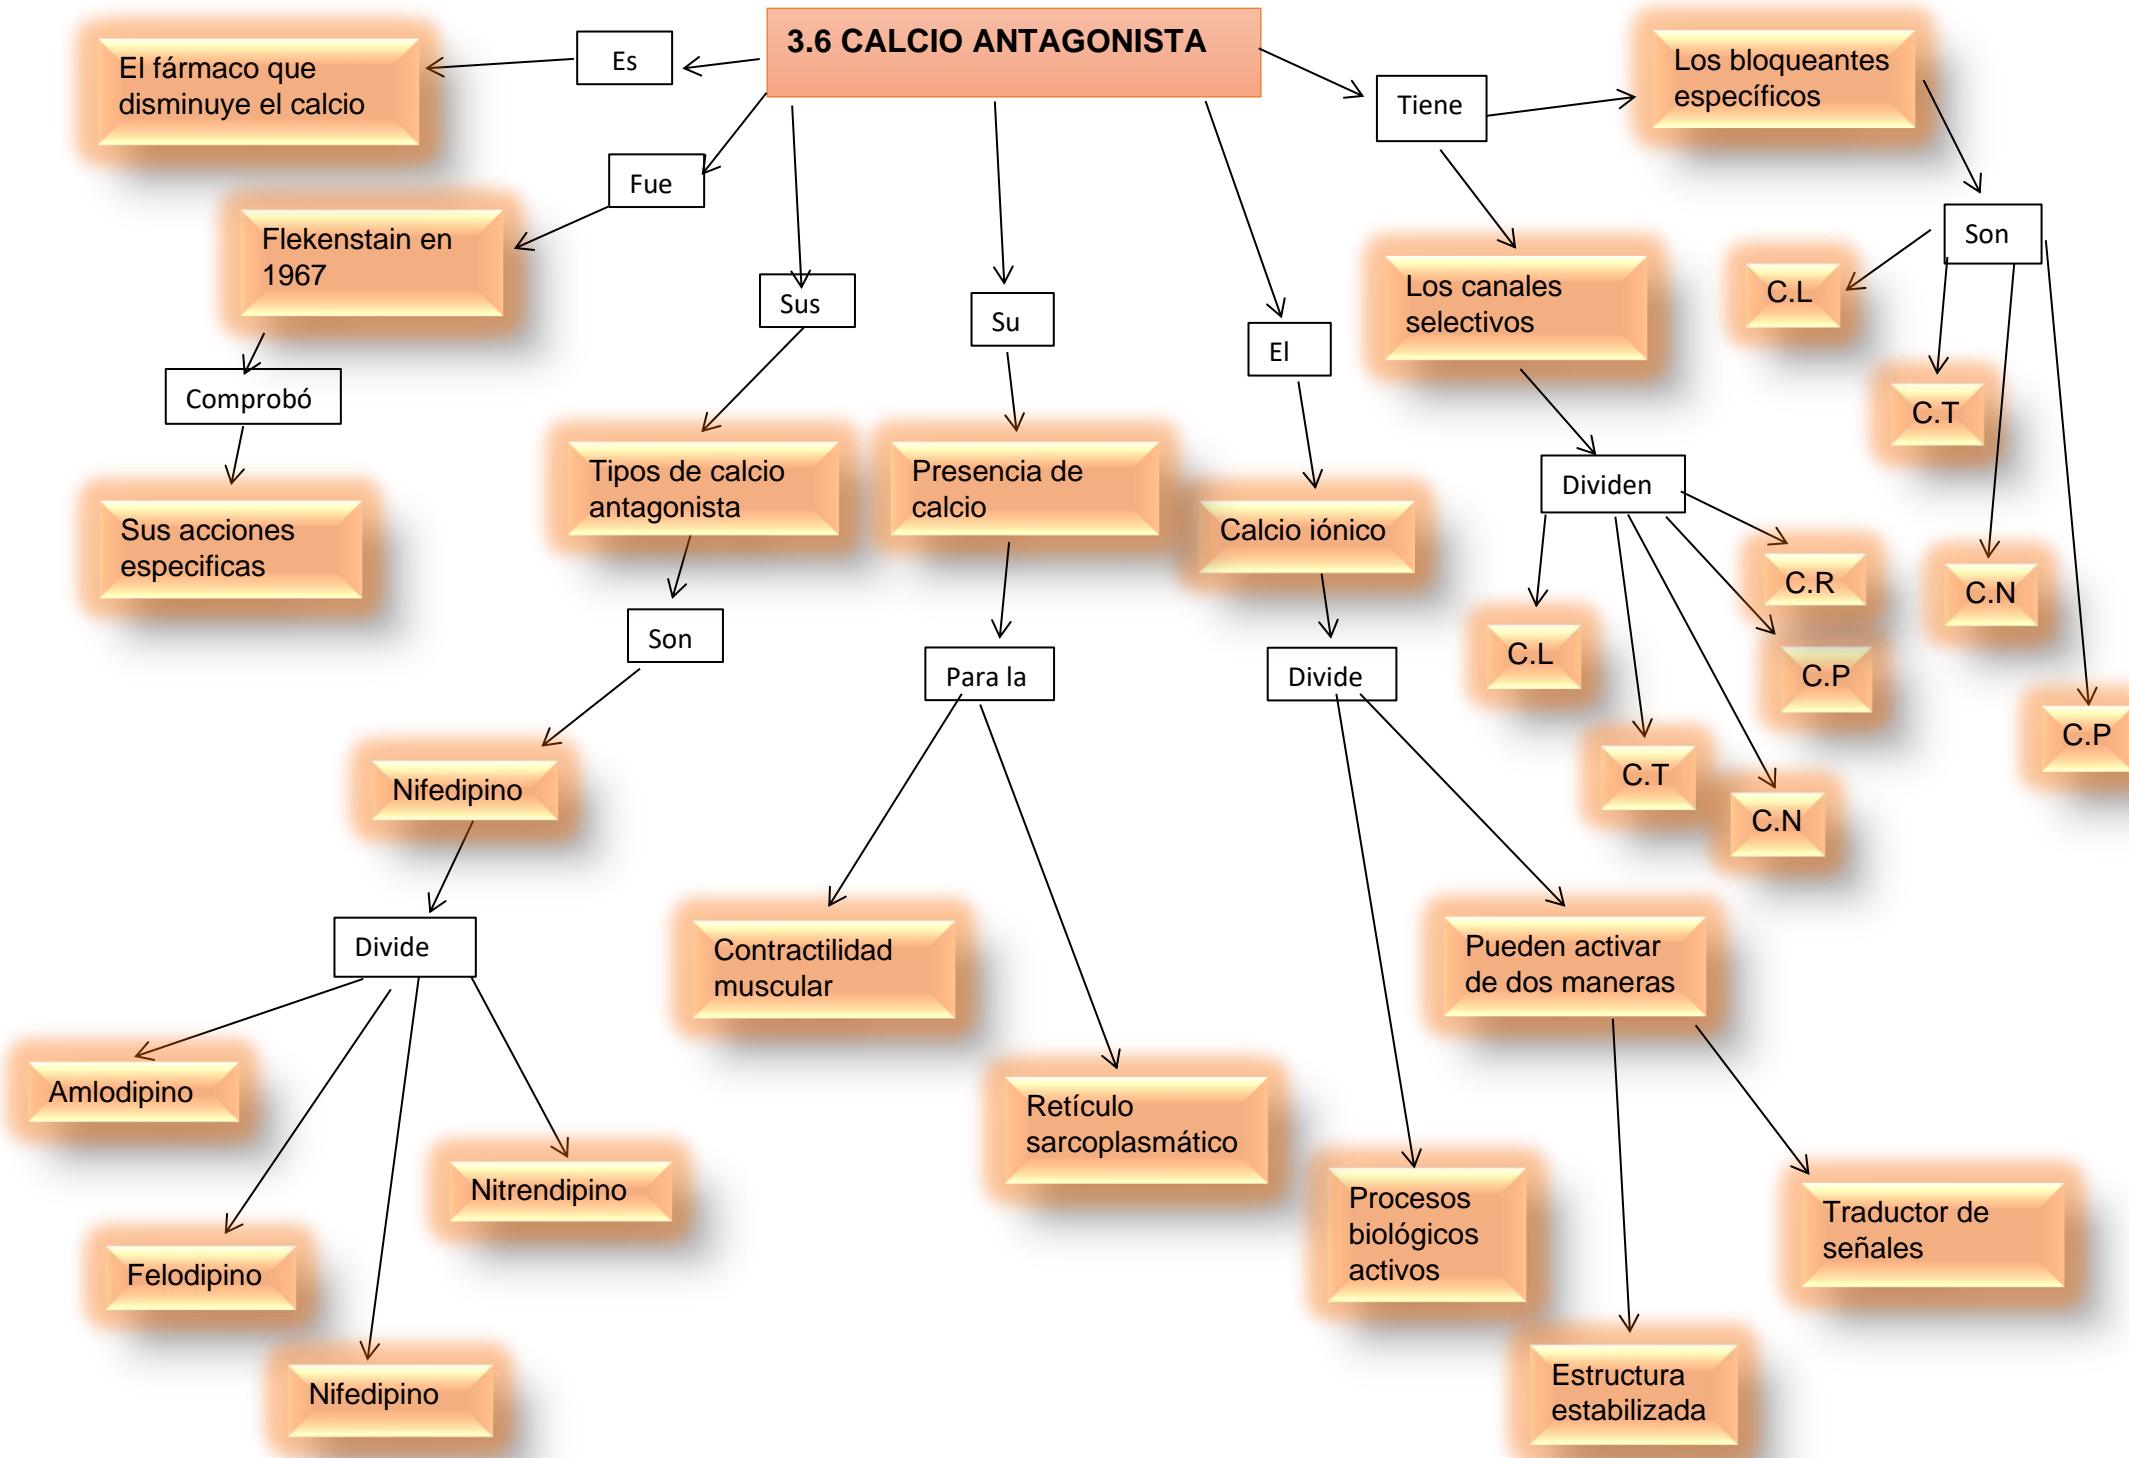 3.6 CALCIO ANTAGONISTA
Es
El fármaco que
disminuye el calcio
Fue
Flekenstain en
1967
Comprobó
Sus acciones
especificas
Sus
Tipos de calcio
antagonista
Son
Nifedipino
Divide
Amlodipino
Felodipino
Nifedipino
Nitrendipino
Su
Presencia de
calcio
Para la
Contractilidad
muscular
Retículo
sarcoplasmático
El
Calcio iónico
Divide
Procesos
biológicos
activos
Pueden activar
de dos maneras
Estructura
estabilizada
Traductor de
señales
Tiene
Los canales
selectivos
Dividen
C.L
C.T
C.N
C.P
C.R
Los bloqueantes
específicos
Son
C.L
C.T
C.N
C.P